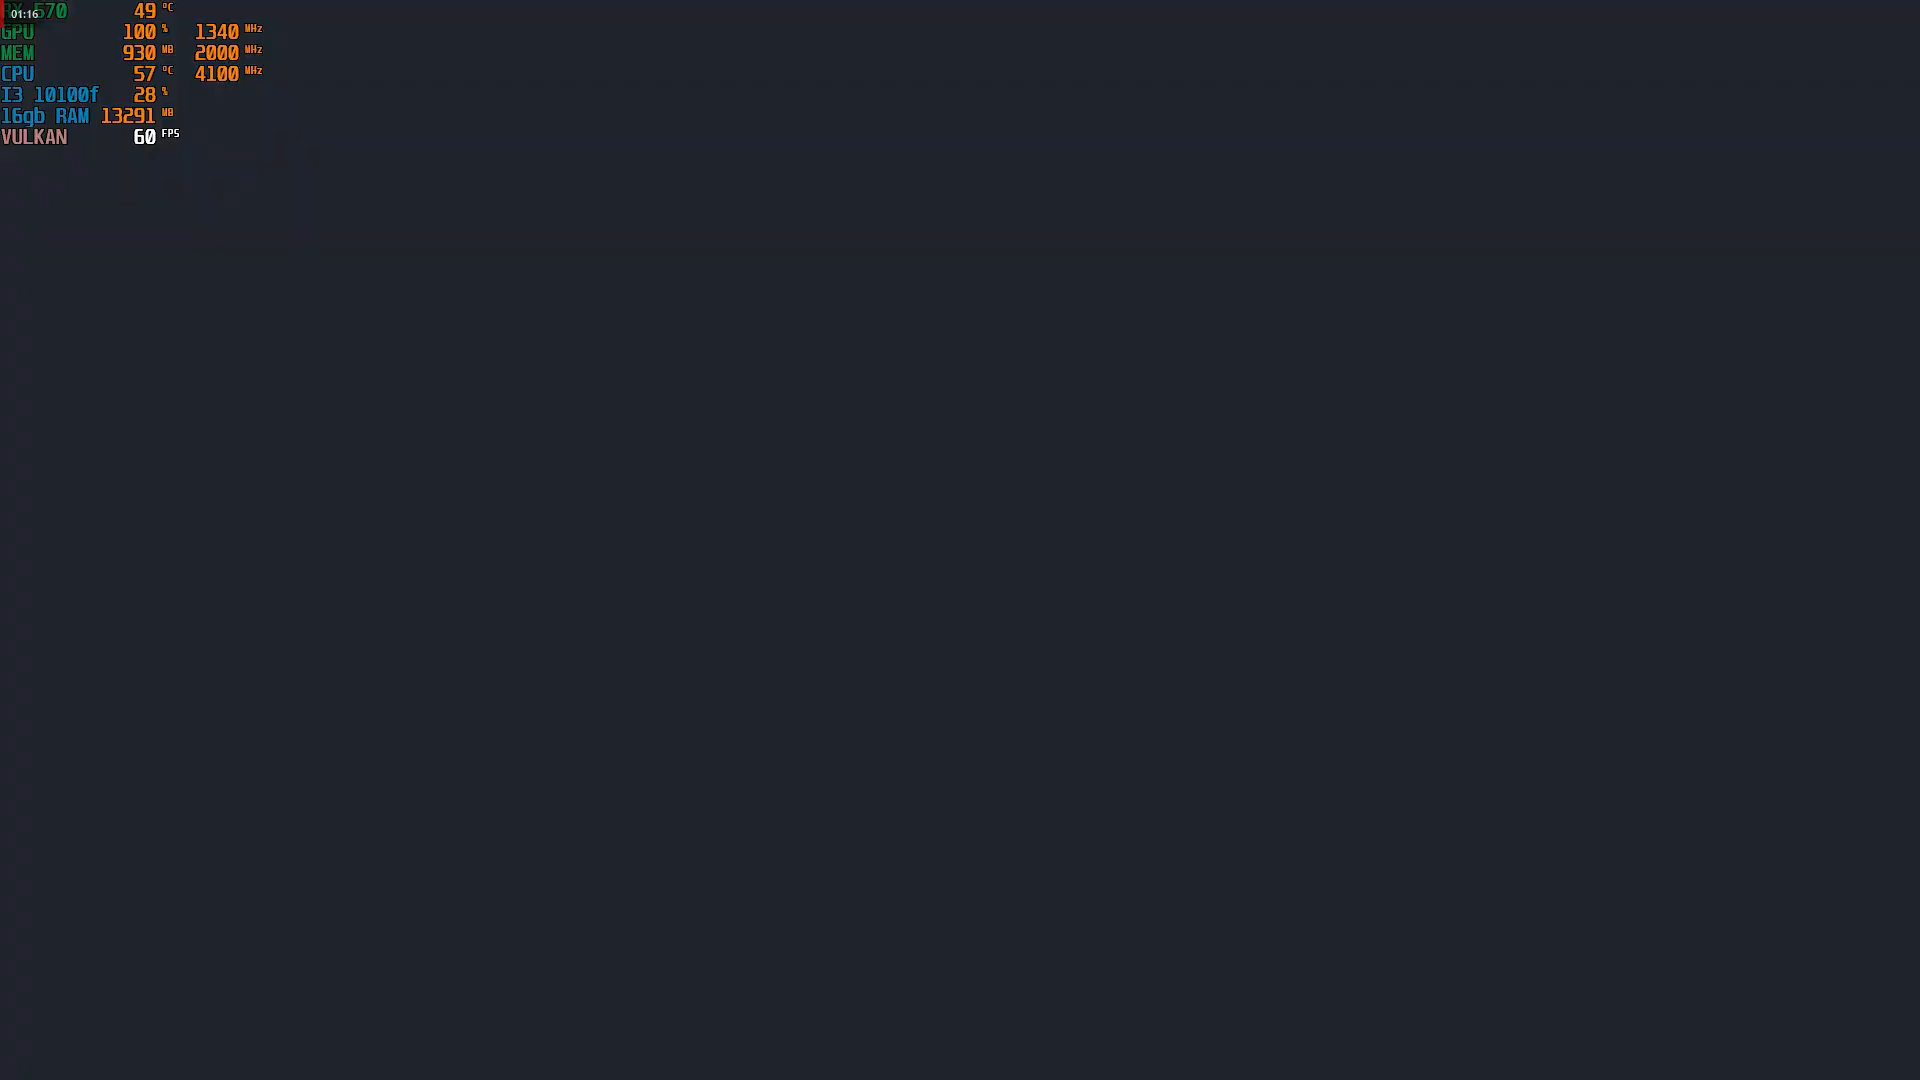 01:16
RX 570 49 °C
GPU 100 % 1340 MHz
MEM 930 MB 2000 MHz
CPU 57 °C 4100 MHz
I3 10100f 28 %
16gb RAM 13291 MB
VULKAN 60 FPS